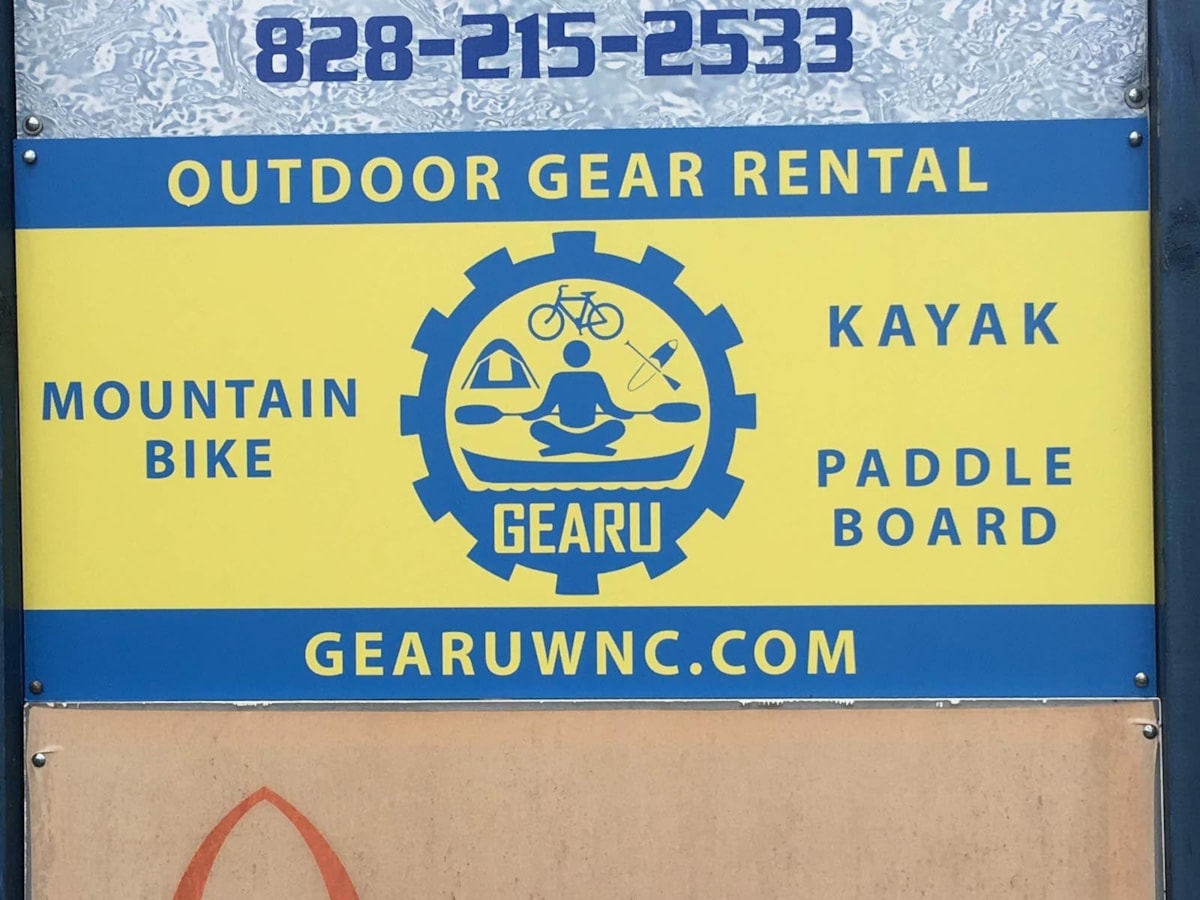 828-215-2533
OUTDOOR GEAR RENTAL
MOUNTAIN
BIKE
GEARU
KAYAK
PADDLE
BOARD
GEARUWNC.COM